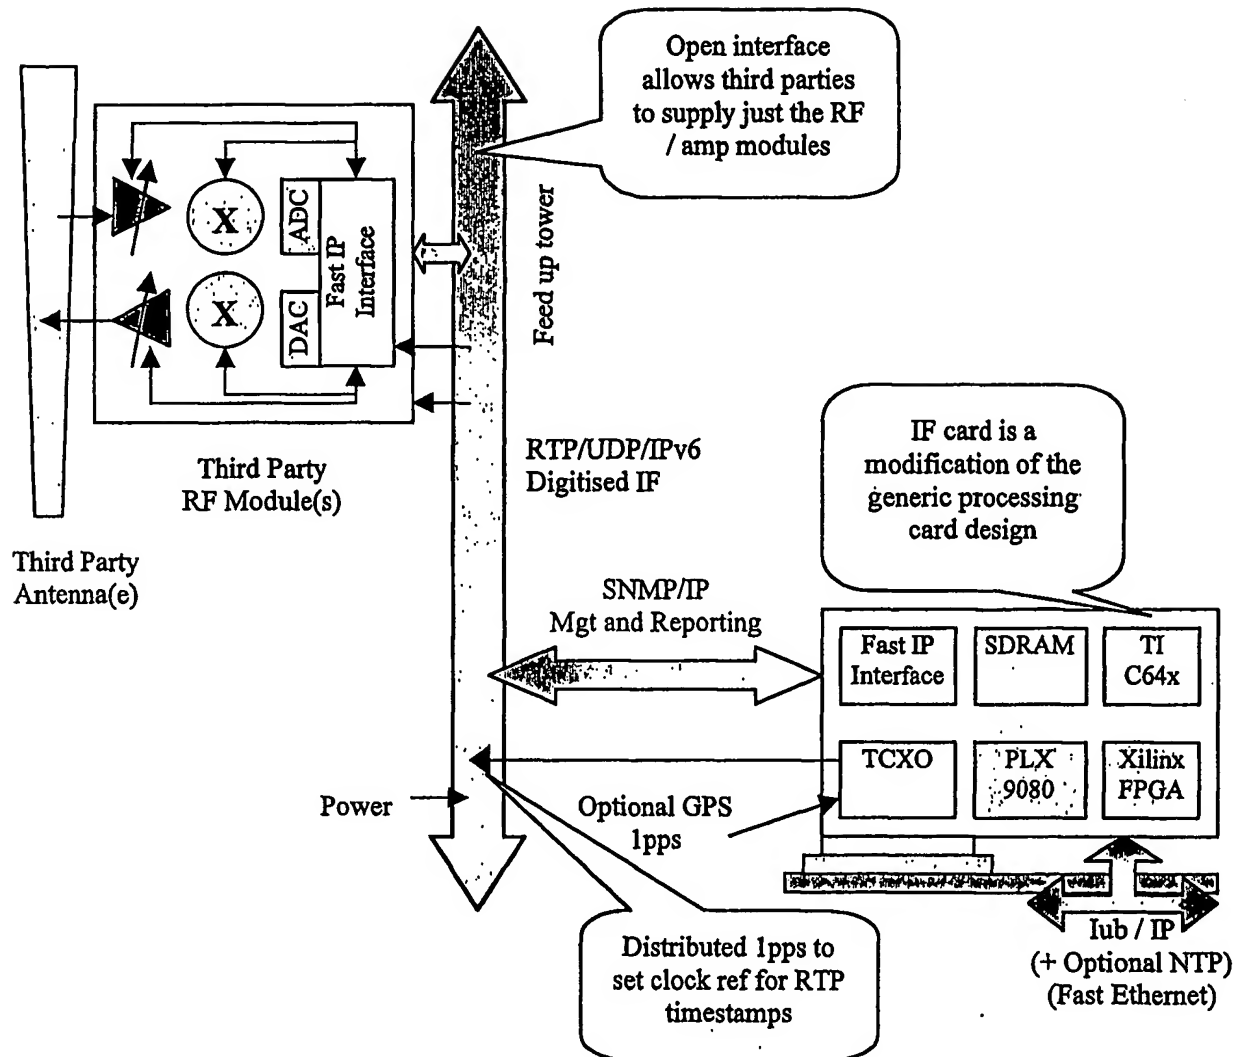 Open interface
allows third parties
to supply just the RF
/ amp modules
X
ADC
Fast IP
Interface
X
DAC
Feed up tower
Third Party
RF Module(s)
Third Party
Antenna(e)
RTP/UDP/IPv6
Digitised IF
IF card is a
modification of the
generic processing
card design
SNMP/IP
Mgt and Reporting
Fast IP
Interface
SDRAM
TI
C64x
TCXO
PLX
9080
Xilinx
FPGA
Power
Optional GPS
1pps
Distributed 1pps to
set clock ref for RTP
timestamps
Iub / IP
(+ Optional NTP)
(Fast Ethernet)